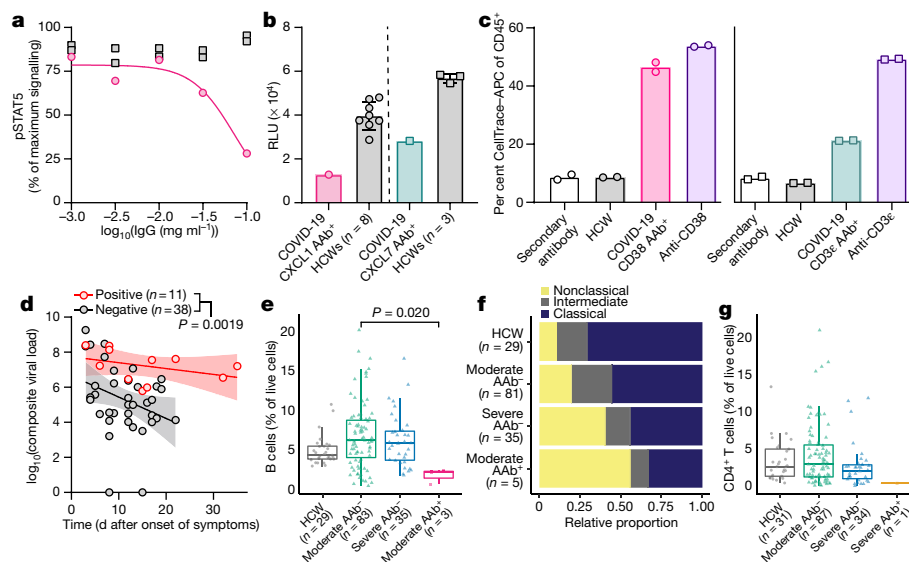 a
100
75
50
25
0
pSTAT5
(% of maximum signalling)
−3.0 −2.5 −2.0 −1.5 −1.0
log₁₀(IgG (mg ml⁻¹))
b
8
6
4
2
0
RLU (× 10⁴)
COVID-19
CXCL1 AAb⁺
HCWs (n = 8)
COVID-19
CXCL7 AAb⁺
HCWs (n = 3)
c
60
40
20
0
Per cent CellTrace–APC of CD45⁺
Secondary
antibody
HCW
COVID-19
CD38 AAb⁺
Anti-CD38
Secondary
antibody
HCW
COVID-19
CD3ε AAb⁺
Anti-CD3ε
d
Positive (n = 11)
Negative (n = 38)
P = 0.0019
10
8
6
4
2
0
log₁₀(composite viral load)
0 10 20 30
Time (d after onset of symptoms)
e
P = 0.020
20
15
10
5
0
B cells (% of live cells)
HCW
(n = 29)
Moderate AAb⁻
(n = 83)
Severe AAb⁻
(n = 35)
Moderate AAb
(n = 3)
f
Nonclassical
Intermediate
Classical
HCW
(n = 29)
Moderate
AAb⁻
(n = 81)
Severe
AAb⁻
(n = 35)
Moderate
AAb⁺
(n = 5)
0 0.25 0.50 0.75 1.00
Relative proportion
g
20
15
10
5
0
CD4⁺ T cells (% of live cells)
HCW
(n = 31)
Moderate AAb⁻
(n = 87)
Severe AAb⁻
(n = 34)
Severe AAb⁺
(n = 1)